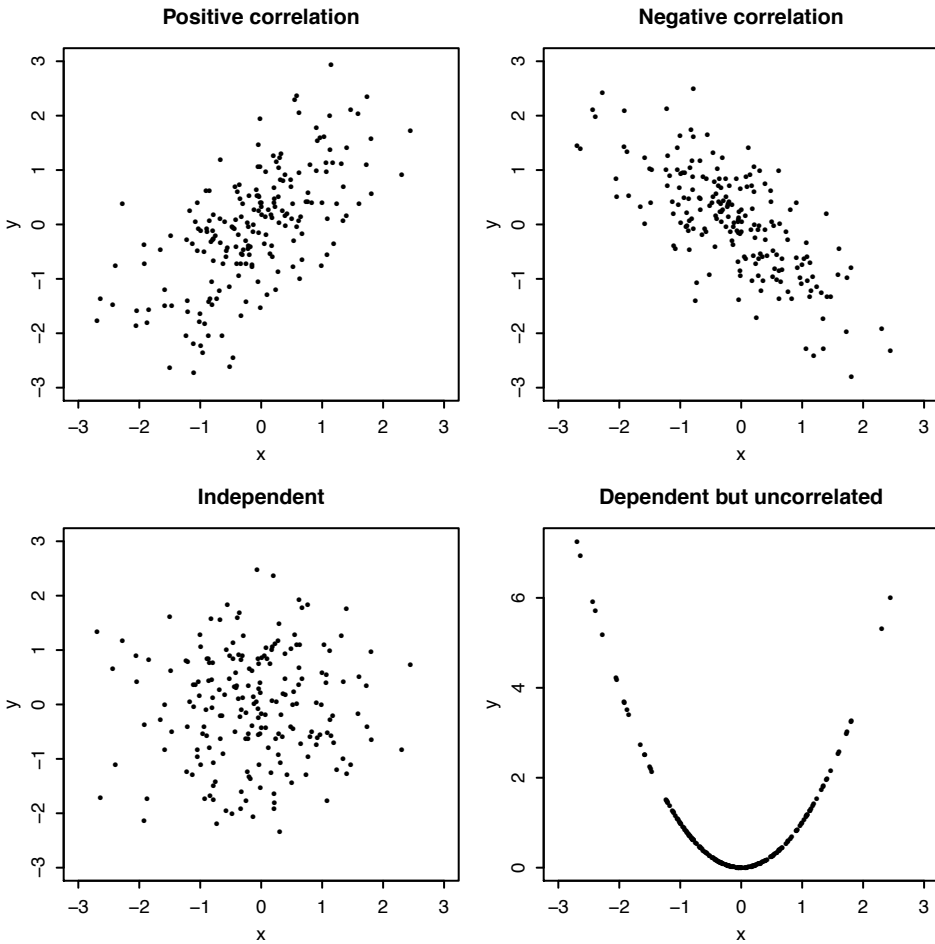 Positive correlation
3
2
1
0
−1
−2
−3
y
−3 −2 −1 0 1 2 3
x
Negative correlation
3
2
1
0
−1
−2
−3
y
−3 −2 −1 0 1 2 3
x
Independent
3
2
1
0
−1
−2
−3
y
−3 −2 −1 0 1 2 3
x
Dependent but uncorrelated
6
4
2
0
y
−3 −2 −1 0 1 2 3
x